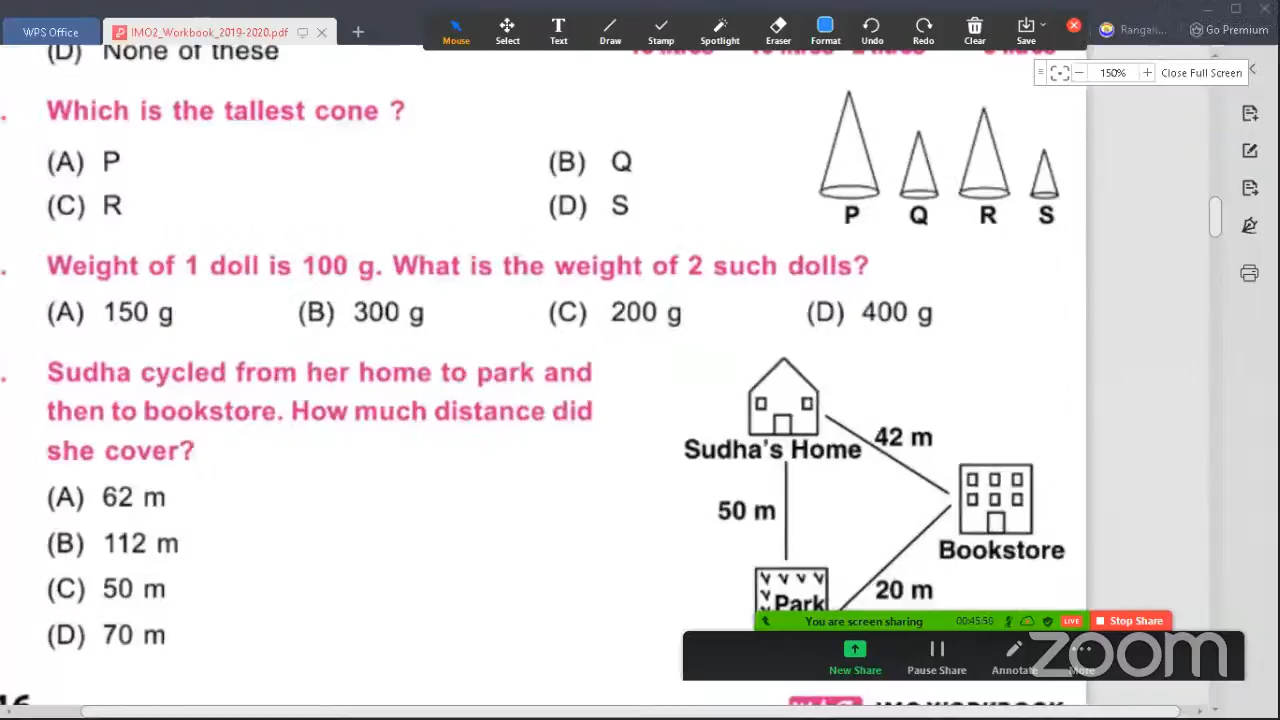 WPS Office
IMO2_Workbook_2019-2020.pdf
Mouse Select Text Draw Stamp Spotlight Eraser Format Undo Redo Clear Save
Go Premium
150% Close Full Screen
(D) None of these
Which is the tallest cone ?
(A) P
(B) Q
(C) R
(D) S
P Q R S
Weight of 1 doll is 100 g. What is the weight of 2 such dolls?
(A) 150 g (B) 300 g (C) 200 g (D) 400 g
Sudha cycled from her home to park and
then to bookstore. How much distance did
she cover?
(A) 62 m
(B) 112 m
(C) 50 m
(D) 70 m
Sudha's Home
42 m
50 m
Bookstore
20 m
Park
You are screen sharing 00:45:50 LIVE Stop Share
New Share Pause Share Annotate More
zoom